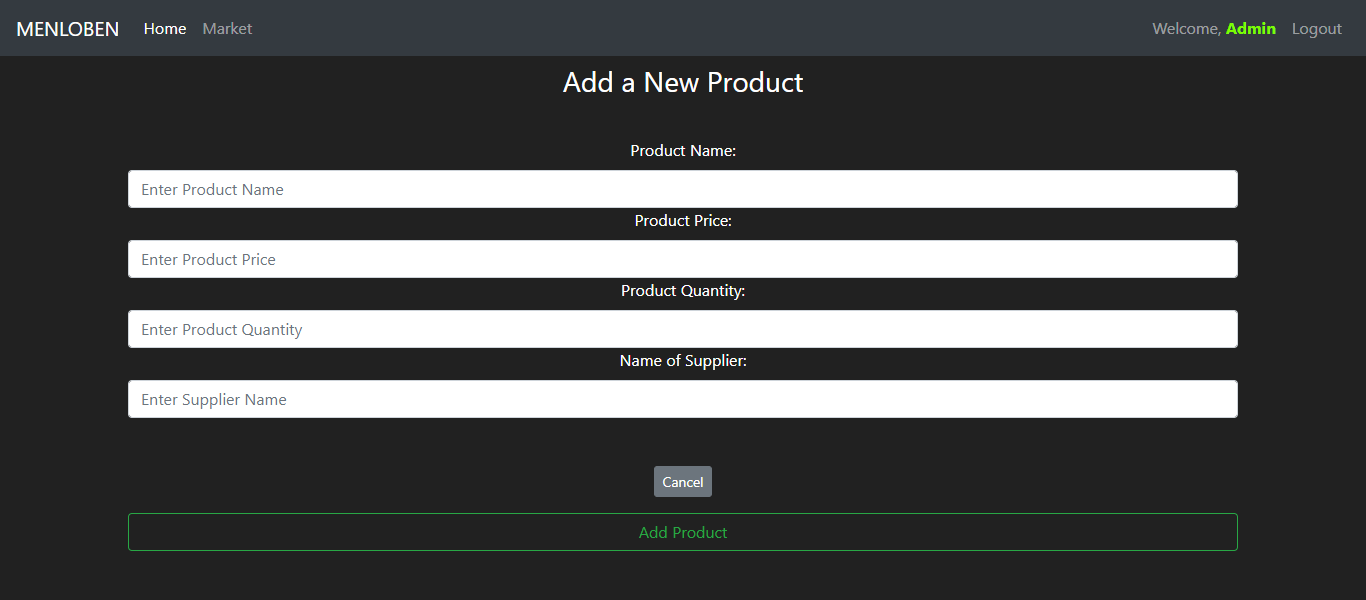 MENLOBEN Home Market Welcome, Admin Logout
Add a New Product
Product Name:
Enter Product Name
Product Price:
Enter Product Price
Product Quantity:
Enter Product Quantity
Name of Supplier:
Enter Supplier Name
Cancel
Add Product